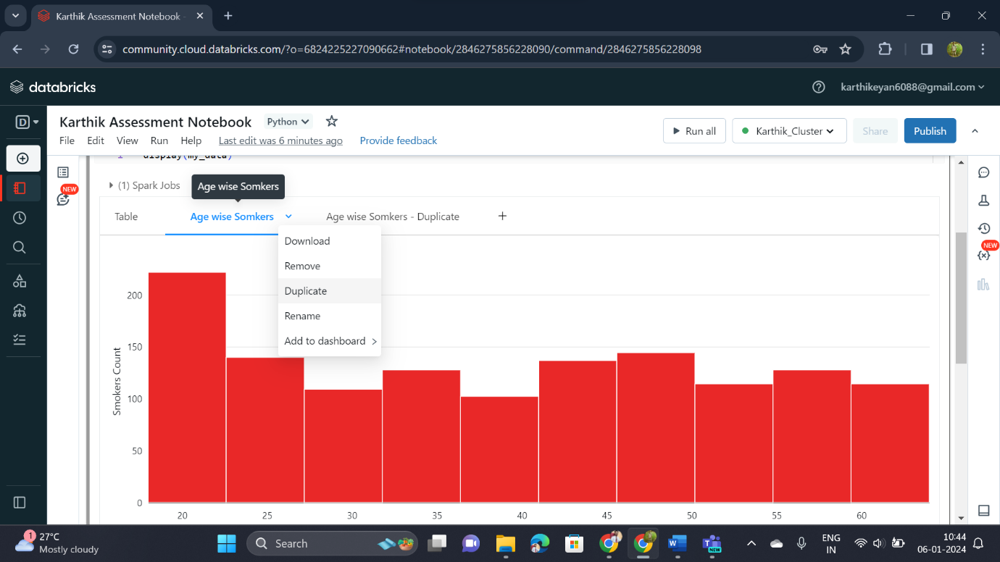 Karthik Assessment Notebook -
community.cloud.databricks.com/?o=6824225227090662#notebook/2846275856228090/command/2846275856228098
databricks
karthikeyan6088@gmail.com
D
Karthik Assessment Notebook
Python
File Edit View Run Help Last edit was 6 minutes ago Provide feedback
Run all
Karthik_Cluster
Share
Publish
1 display(my_data)
NEW
(1) Spark Jobs
Age wise Somkers
Table
Age wise Somkers
Age wise Somkers - Duplicate
+
Download
Remove
Duplicate
Rename
Add to dashboard
NEW
Smokers Count
200
150
100
50
0
20 25 30 35 40 45 50 55 60
1
27°C
Mostly cloudy
Search
NEW
ENG
IN
10:44
06-01-2024